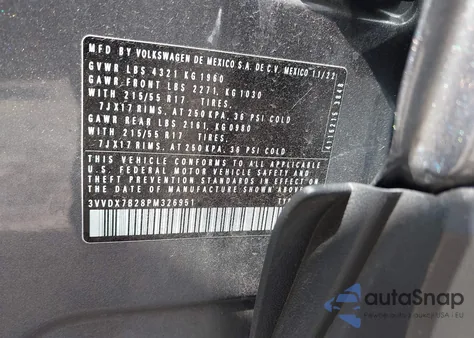 MFD BY VOLKSWAGEN DE MEXICO S.A. DE C.V. MEXICO 11/22
GVWR LBS 4321 KG 1960
GAWR FRONT LBS 2271, KG 1030
WITH 215/55 R17 TIRES.
7JX17 RIMS, AT 250 KPA, 36 PSI COLD
GAWR REAR LBS 2161, KG 0980
WITH 215/55 R17 TIRES,
7JX17 RIMS, AT 250 KPA, 36 PSI COLD
THIS VEHICLE CONFORMS TO ALL APPLICABLE
U.S. FEDERAL MOTOR VEHICLE SAFETY AND
THEFT PREVENTION STANDARDS IN EFFECT ON
THE DATE OF MANUFACTURE SHOWN ABOVE
3VVDX7B28PM326951
autoSnap